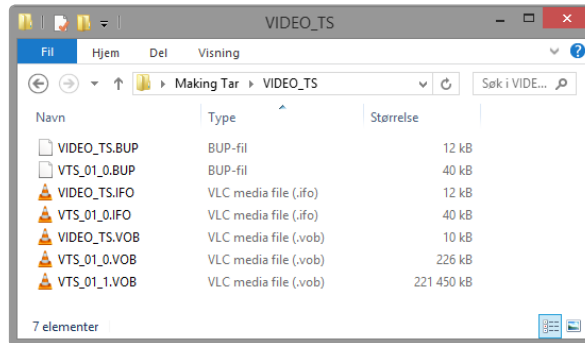 VIDEO_TS
Fil Hjem Del Visning
Making Tar VIDEO_TS Søk i VIDE...
Navn Type Størrelse
VIDEO_TS.BUP BUP-fil 12 kB
VTS_01_0.BUP BUP-fil 40 kB
VIDEO_TS.IFO VLC media file (.ifo) 12 kB
VTS_01_0.IFO VLC media file (.ifo) 40 kB
VIDEO_TS.VOB VLC media file (.vob) 10 kB
VTS_01_0.VOB VLC media file (.vob) 226 kB
VTS_01_1.VOB VLC media file (.vob) 221 450 kB
7 elementer